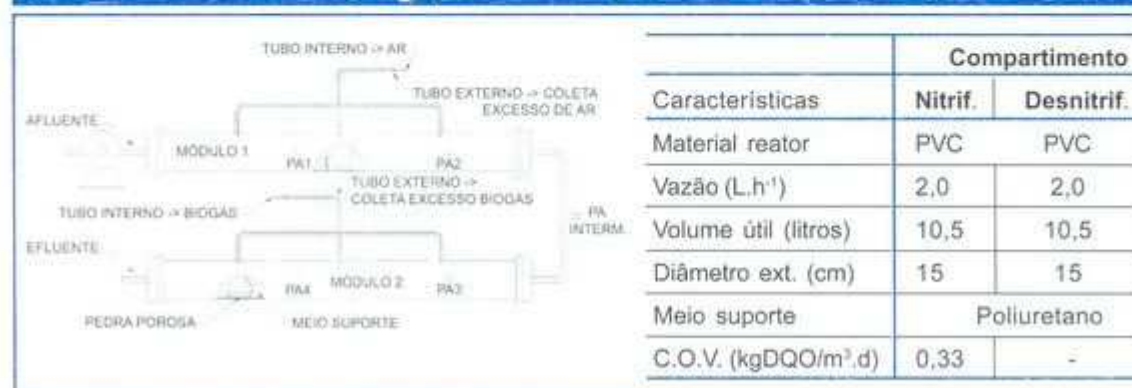 TUBO INTERNO -> AR
TUBO EXTERNO -> COLETA
EXCESSO DE AR
AFLUENTE
MÓDULO 1
PA1
PA2
TUBO EXTERNO ->
COLETA EXCESSO BIOGÁS
TUBO INTERNO -> BIOGÁS
PA
INTERM.
EFLUENTE
PA4
MÓDULO 2
PA3
PEDRA POROSA
MEIO SUPORTE
Compartimento
Características Nitrif. Desnitrif.
Material reator PVC PVC
Vazão (L.h⁻¹) 2,0 2,0
Volume útil (litros) 10,5 10,5
Diâmetro ext. (cm) 15 15
Meio suporte Poliuretano
C.O.V. (kgDQO/m³.d) 0,33 -